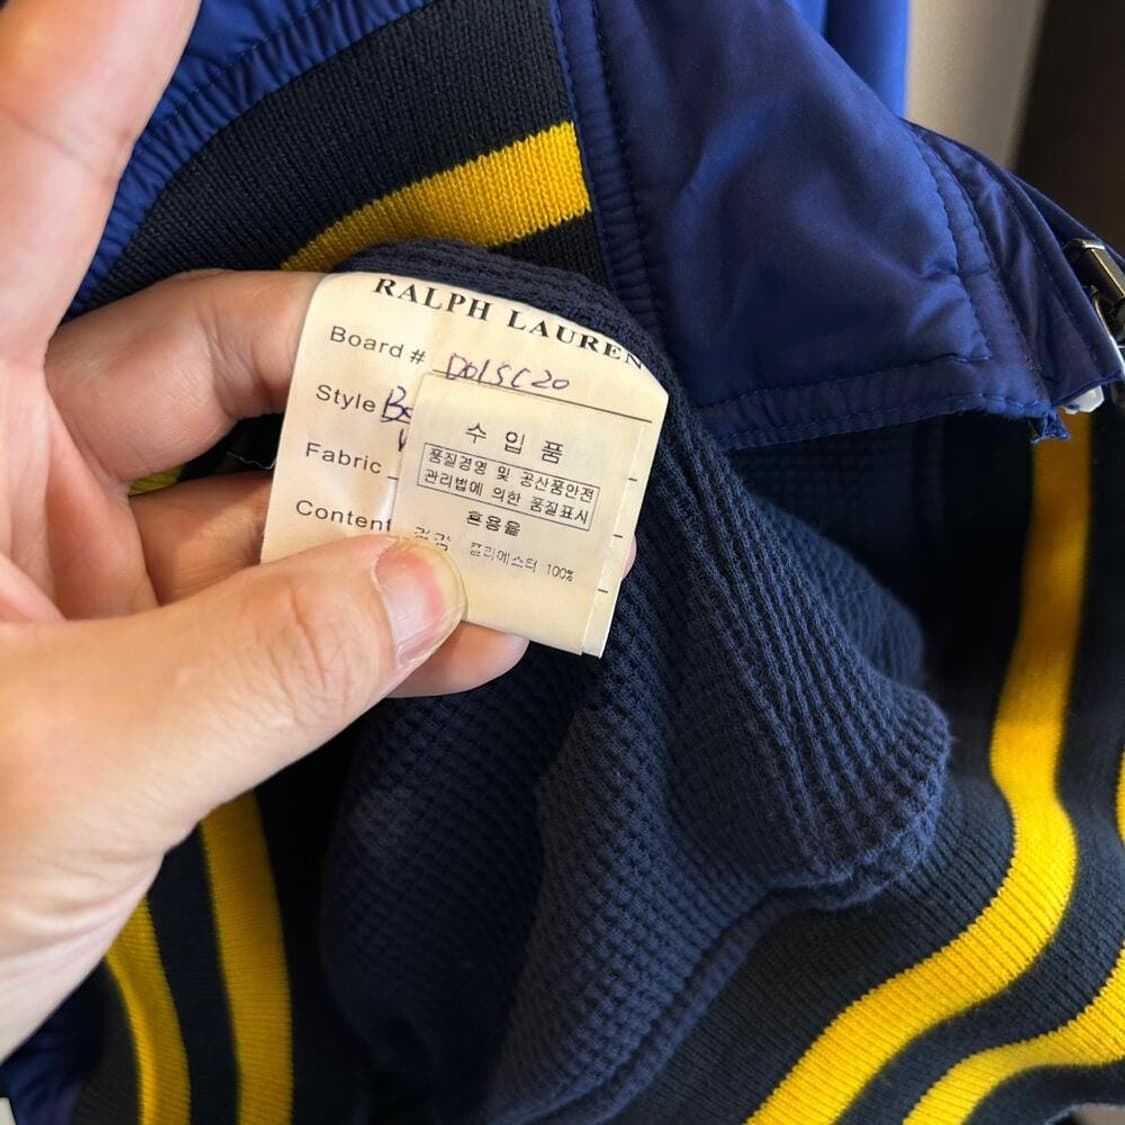 RALPH LAUREN
Board # D01SC20
Style
수입품
Fabric
품질경영 및 공산품안전
관리법에 의한 품질표시
Content
혼용율
폴리에스터 100%